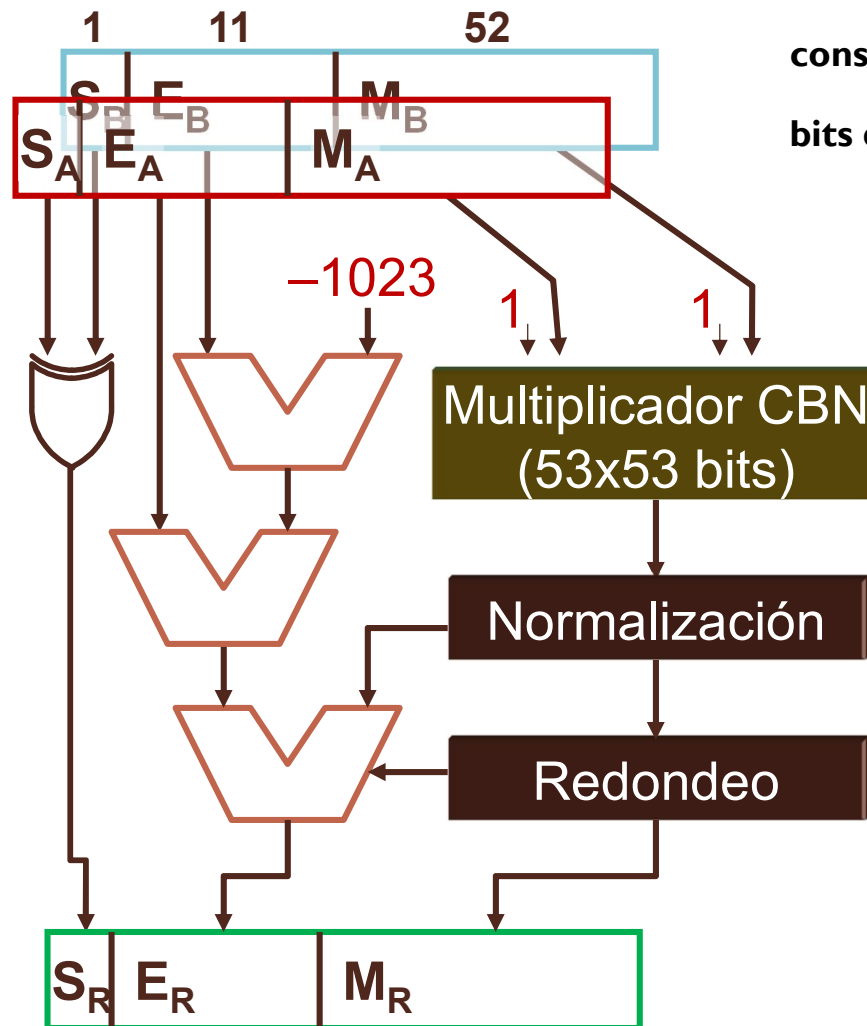 1 11 52
cons
S_B E_B M_B
bits
S_A E_A M_A
–1023
1 1
Multiplicador CBN
(53x53 bits)
Normalización
Redondeo
S_R E_R M_R